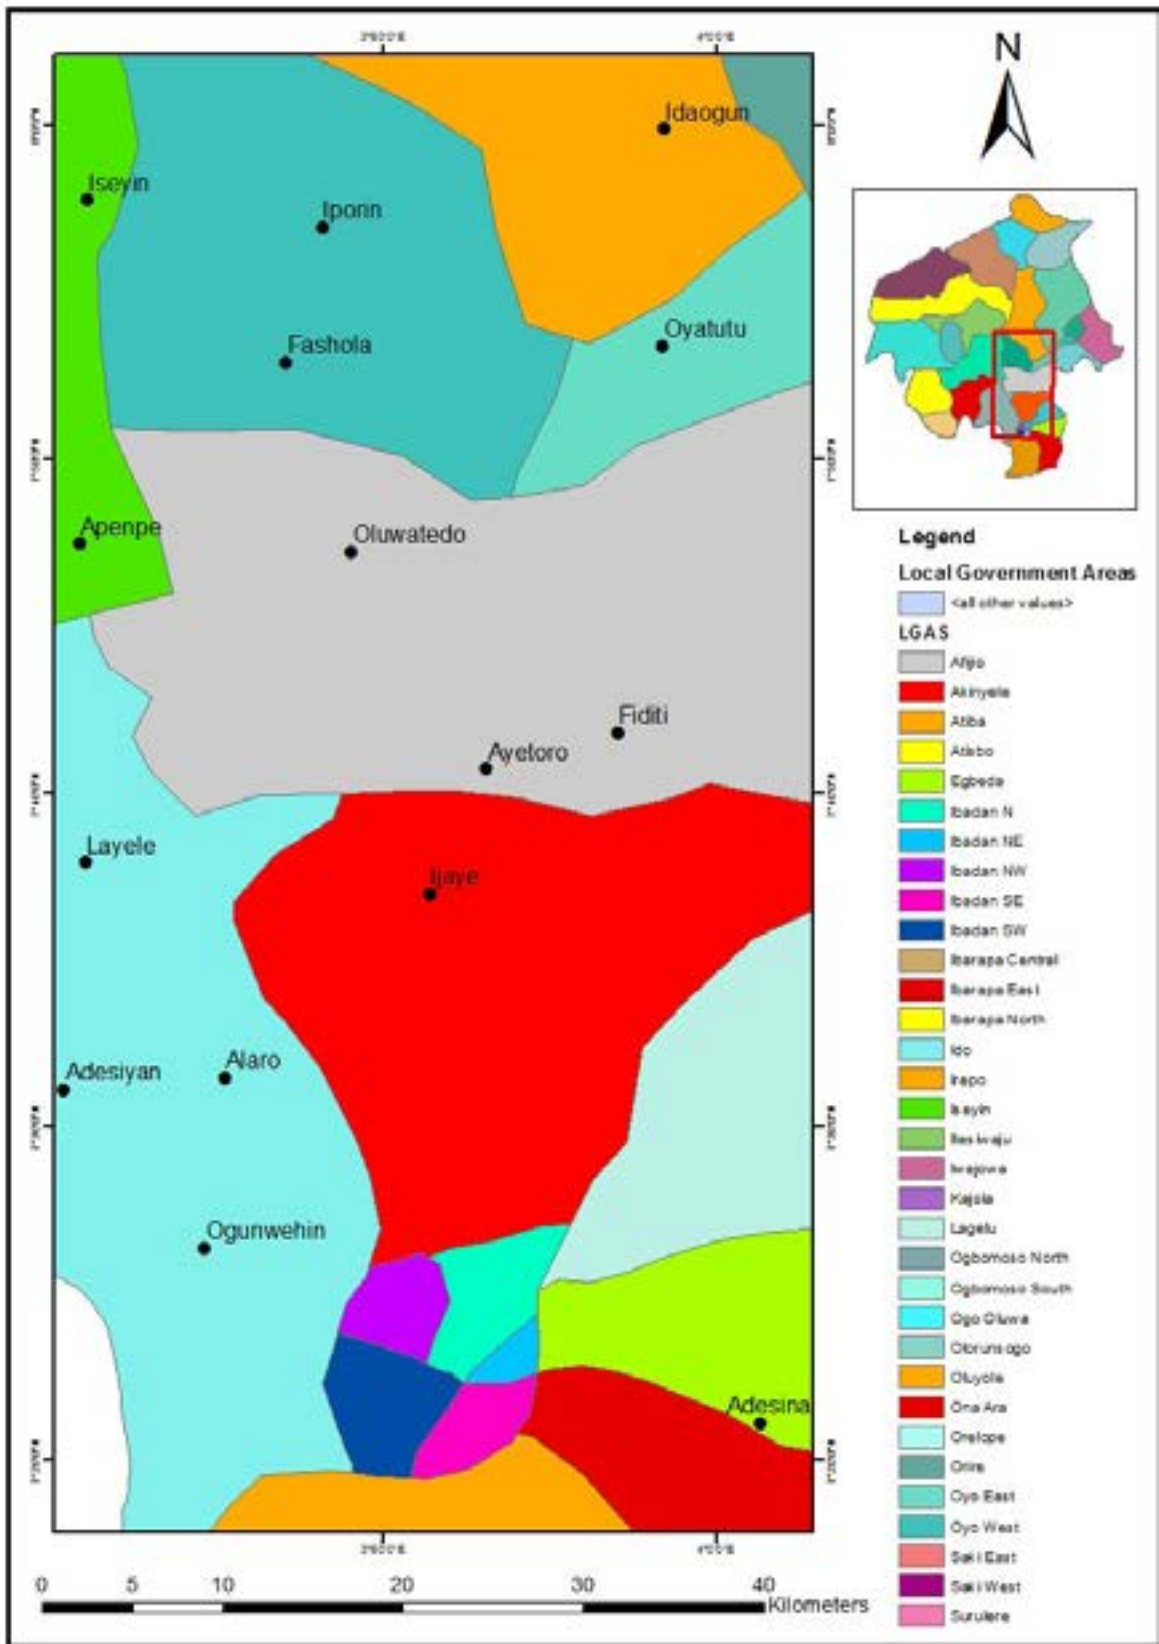 N
Idaogun
Iseyin
Iporin
Fashola
Oyatutu
Apenpe
Oluwatedo
Fiditi
Ayetoro
Layele
Ijaye
Adesiyan
Alaro
Ogunwehin
Adesina
0 5 10 20 30 40
Kilometers
Legend
Local Government Areas
<all other values>
LGAS
Afijio
Akinyele
Atiba
Atisbo
Egbeda
Ibadan N
Ibadan NE
Ibadan NW
Ibadan SE
Ibadan SW
Ibarapa Central
Ibarapa East
Ibarapa North
Ido
Irepo
Iseyin
Itesiwaju
Iwajowa
Kajola
Lagelu
Ogbomoso North
Ogbomoso South
Ogo Oluwa
Olorunsogo
Oluyole
Ona Ara
Orelope
Orire
Oyo East
Oyo West
Saki East
Saki West
Surulere